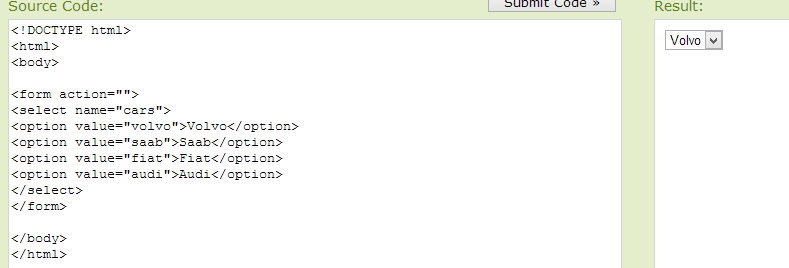 Source Code:
Submit Code »
Result:
<!DOCTYPE html>
<html>
<body>
<form action="">
<select name="cars">
<option value="volvo">Volvo</option>
<option value="saab">Saab</option>
<option value="fiat">Fiat</option>
<option value="audi">Audi</option>
</select>
</form>
</body>
</html>
Volvo